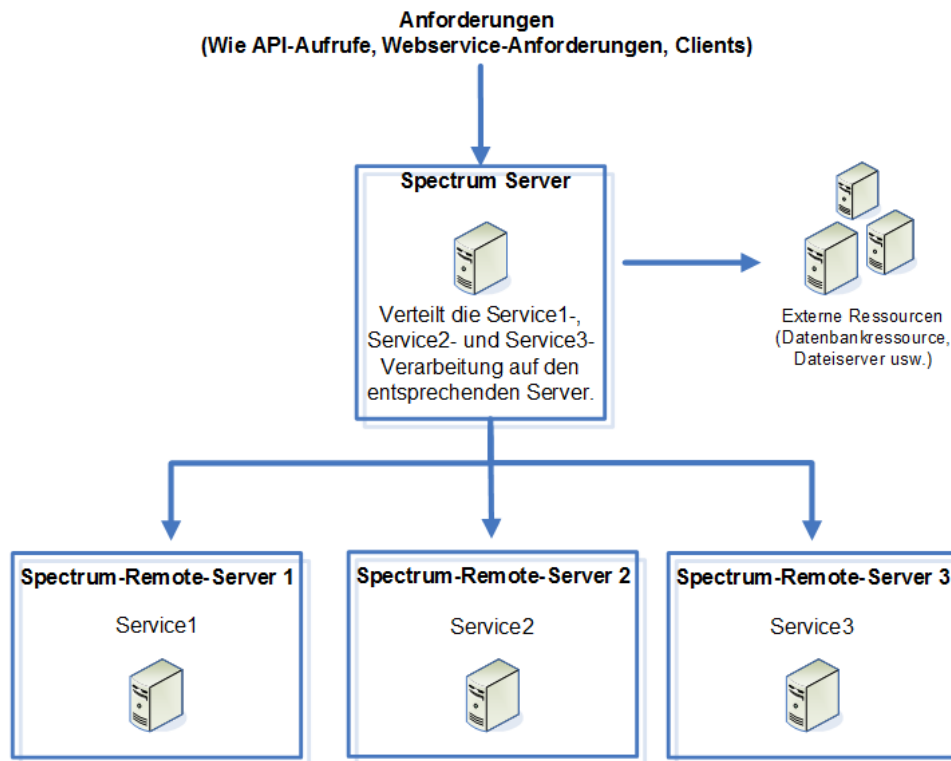 Anforderungen
(Wie API-Aufrufe, Webservice-Anforderungen, Clients)
Spectrum Server
Verteilt die Service1-,
Service2- und Service3-
Verarbeitung auf den
entsprechenden Server.
Externe Ressourcen
(Datenbankressource,
Dateiserver usw.)
Spectrum-Remote-Server 1
Service1
Spectrum-Remote-Server 2
Service2
Spectrum-Remote-Server 3
Service3